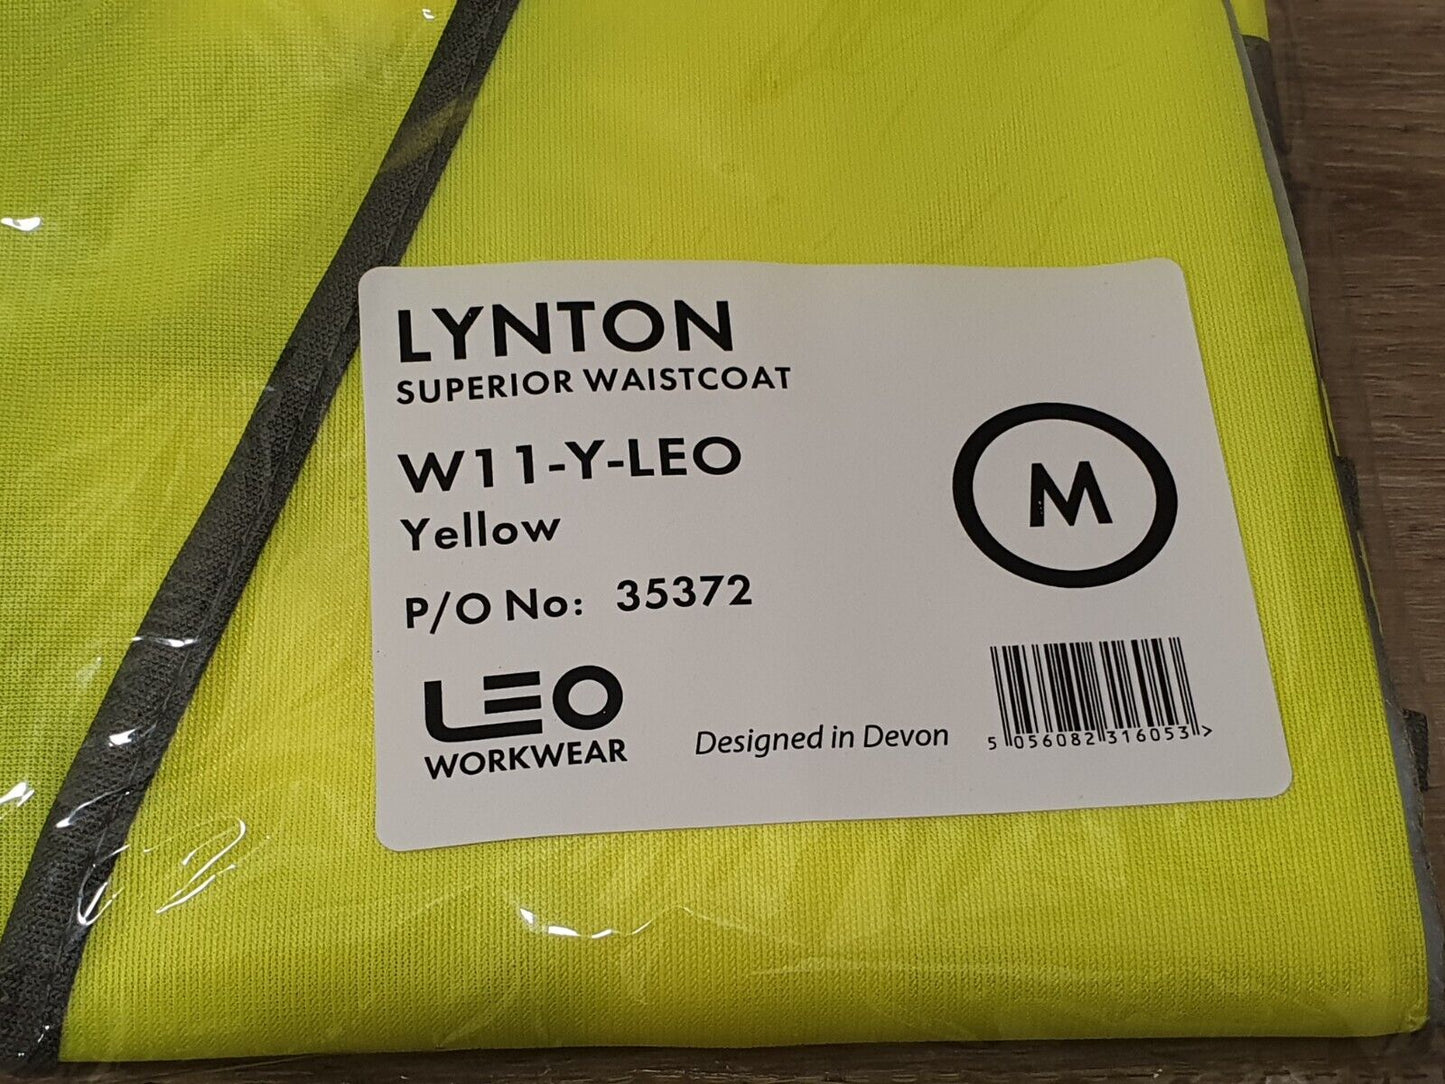 LYNTON
SUPERIOR WAISTCOAT
W11-Y-LEO
Yellow
M
P/O No: 35372
LEO
WORKWEAR
Designed in Devon
5 056082 316053 >